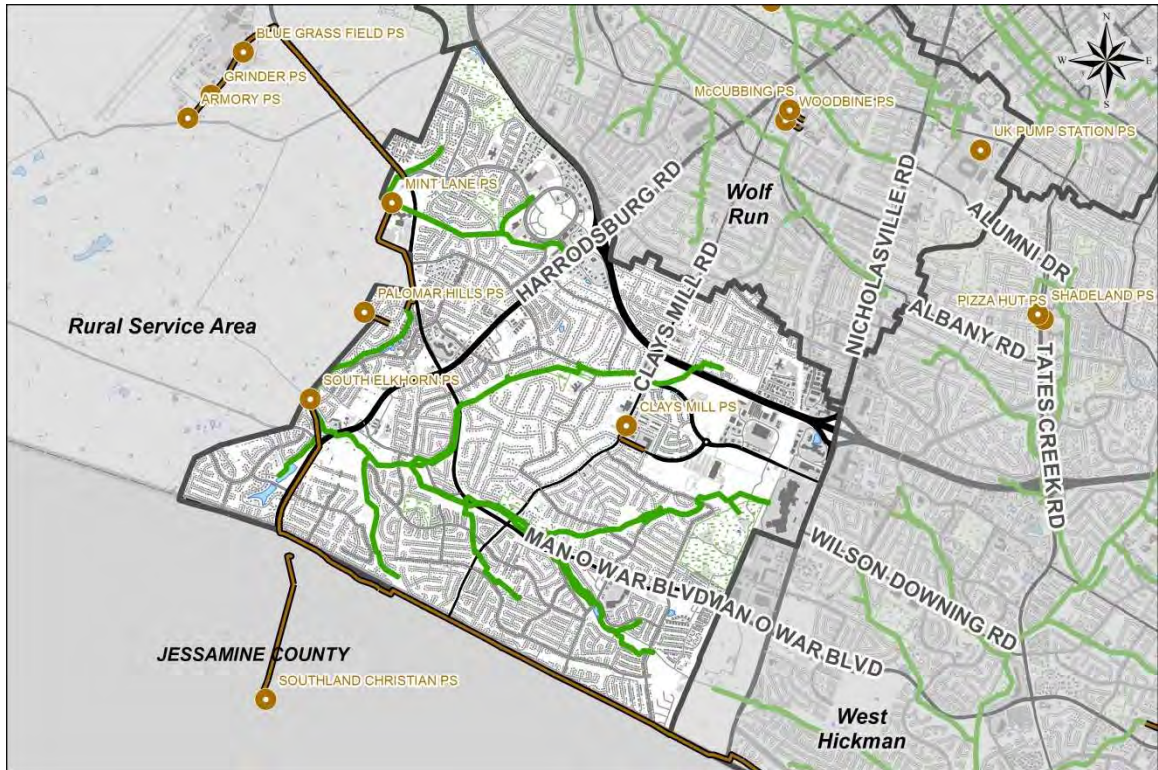 BLUE GRASS FIELD PS
N
W
E
S
GRINDER PS
ARMORY PS
McCUBBING PS
WOODBINE PS
UK PUMP STATION PS
MINT LANE PS
Wolf
Run
HARRODSBURG RD
NICHOLASVILLE RD
ALUMNI DR
CLAYS MILL RD
PALOMAR HILLS PS
PIZZA HUT PS
SHADELAND PS
Rural Service Area
ALBANY RD
TATES CREEK RD
SOUTH ELKHORN PS
CLAYS MILL PS
MAN O WAR BLVD
MAN O WAR BLVD
WILSON DOWNING RD
JESSAMINE COUNTY
SOUTHLAND CHRISTIAN PS
West
Hickman